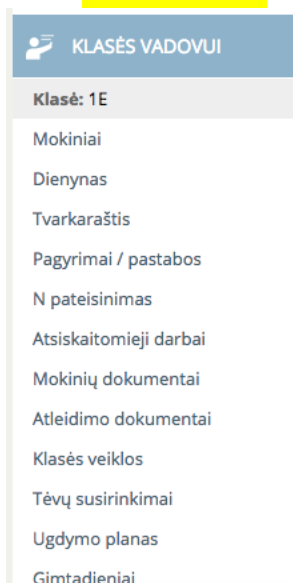 KLASĖS VADOVUI
Klasė: 1E
Mokiniai
Dienynas
Tvarkaraštis
Pagyrimai / pastabos
N pateisinimas
Atsiskaitomieji darbai
Mokinių dokumentai
Atleidimo dokumentai
Klasės veiklos
Tėvų susirinkimai
Ugdymo planas
Gimtadieniai